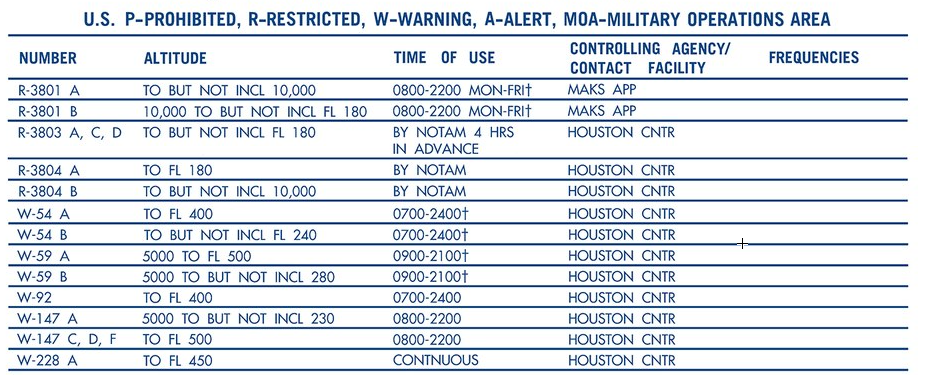 U.S. P-PROHIBITED, R-RESTRICTED, W-WARNING, A-ALERT, MOA-MILITARY OPERATIONS AREA
NUMBER ALTITUDE TIME OF USE CONTROLLING AGENCY/ CONTACT FACILITY FREQUENCIES
R-3801 A TO BUT NOT INCL 10,000 0800-2200 MON-FRI† MAKS APP
R-3801 B 10,000 TO BUT NOT INCL FL 180 0800-2200 MON-FRI† MAKS APP
R-3803 A, C, D TO BUT NOT INCL FL 180 BY NOTAM 4 HRS HOUSTON CNTR
IN ADVANCE
R-3804 A TO FL 180 BY NOTAM HOUSTON CNTR
R-3804 B TO BUT NOT INCL 10,000 BY NOTAM HOUSTON CNTR
W-54 A TO FL 400 0700-2400† HOUSTON CNTR
W-54 B TO BUT NOT INCL FL 240 0700-2400† HOUSTON CNTR
W-59 A 5000 TO FL 500 0900-2100† HOUSTON CNTR
W-59 B 5000 TO BUT NOT INCL 280 0900-2100† HOUSTON CNTR
W-92 TO FL 400 0700-2400 HOUSTON CNTR
W-147 A 5000 TO BUT NOT INCL 230 0800-2200 HOUSTON CNTR
W-147 C, D, F TO FL 500 0800-2200 HOUSTON CNTR
W-228 A TO FL 450 CONTNUOUS HOUSTON CNTR